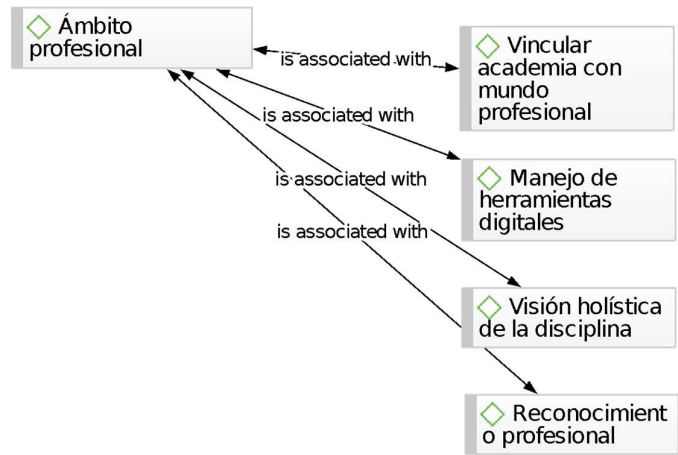 Ámbito
profesional
is associated with
Vincular
academia con
mundo
profesional
is associated with
Manejo de
herramientas
digitales
is associated with
Visión holística
de la disciplina
is associated with
Reconocimient
o profesional